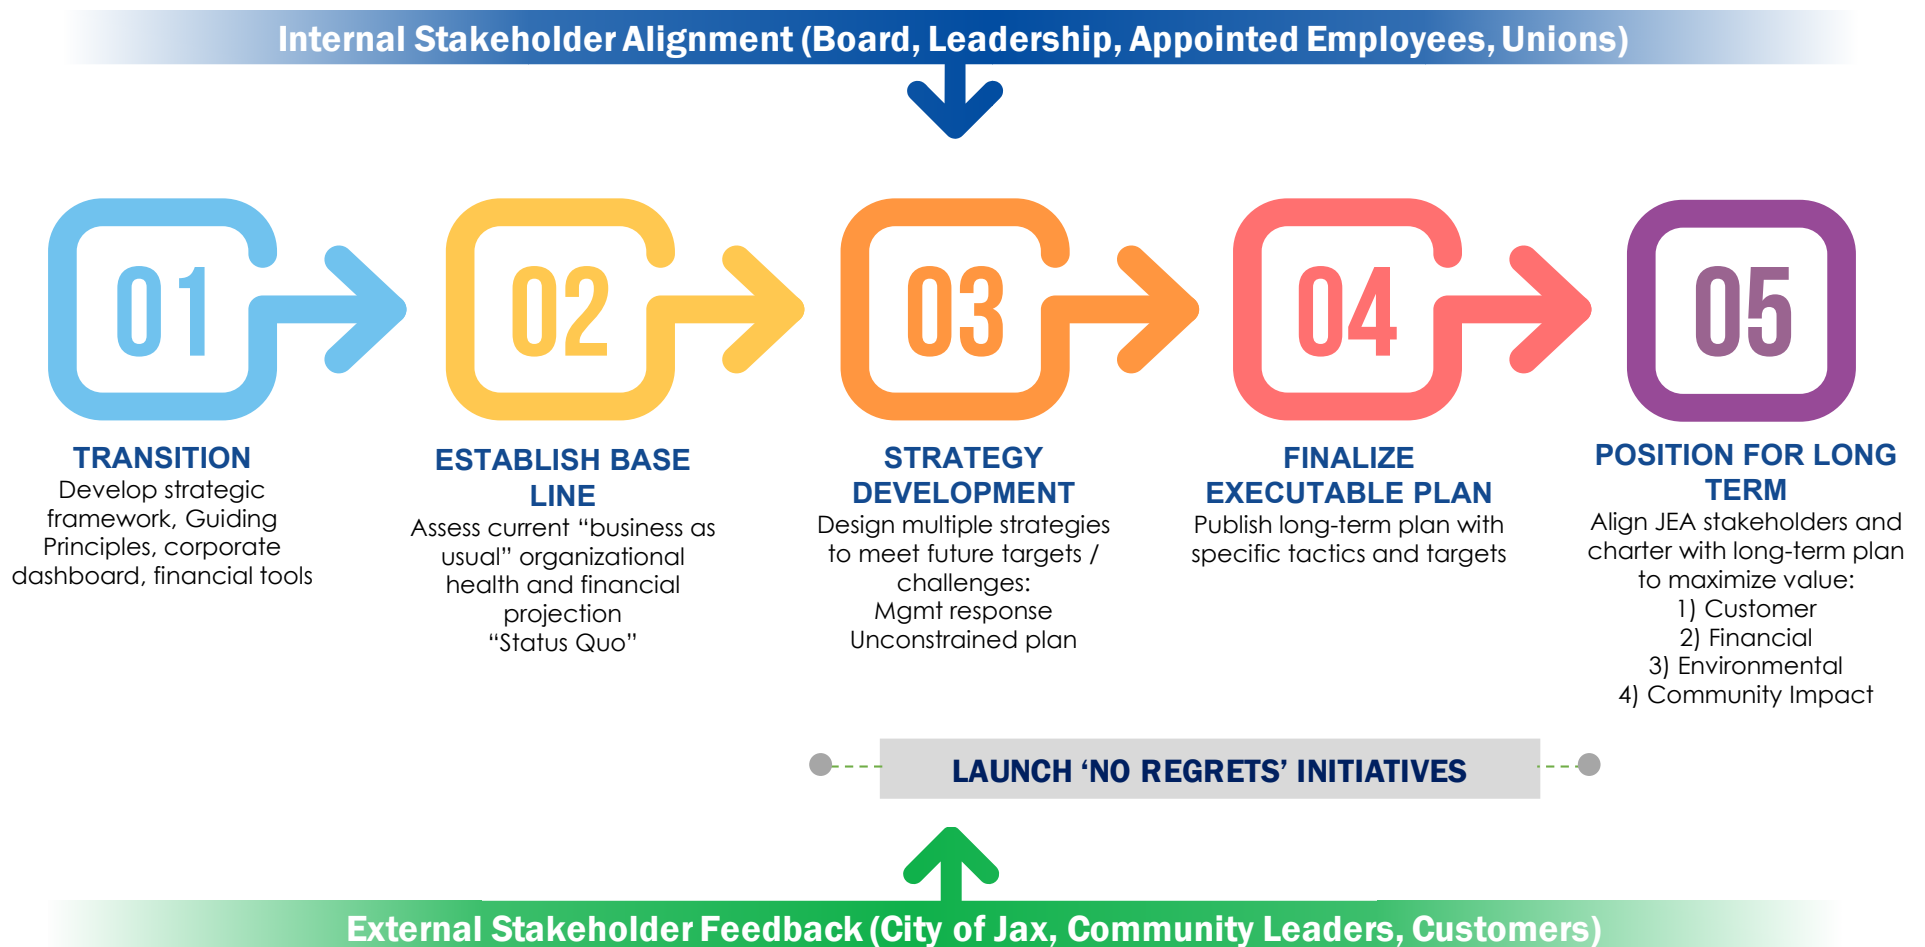 Internal Stakeholder Alignment (Board, Leadership, Appointed Employees, Unions)
01
TRANSITION
Develop strategic
framework, Guiding
Principles, corporate
dashboard, financial tools
02
ESTABLISH BASE
LINE
Assess current “business as
usual” organizational
health and financial
projection
“Status Quo”
03
STRATEGY
DEVELOPMENT
Design multiple strategies
to meet future targets /
challenges:
Mgmt response
Unconstrained plan
04
FINALIZE
EXECUTABLE PLAN
Publish long-term plan with
specific tactics and targets
05
POSITION FOR LONG
TERM
Align JEA stakeholders and
charter with long-term plan
to maximize value:
1) Customer
2) Financial
3) Environmental
4) Community Impact
LAUNCH ‘NO REGRETS’ INITIATIVES
External Stakeholder Feedback (City of Jax, Community Leaders, Customers)